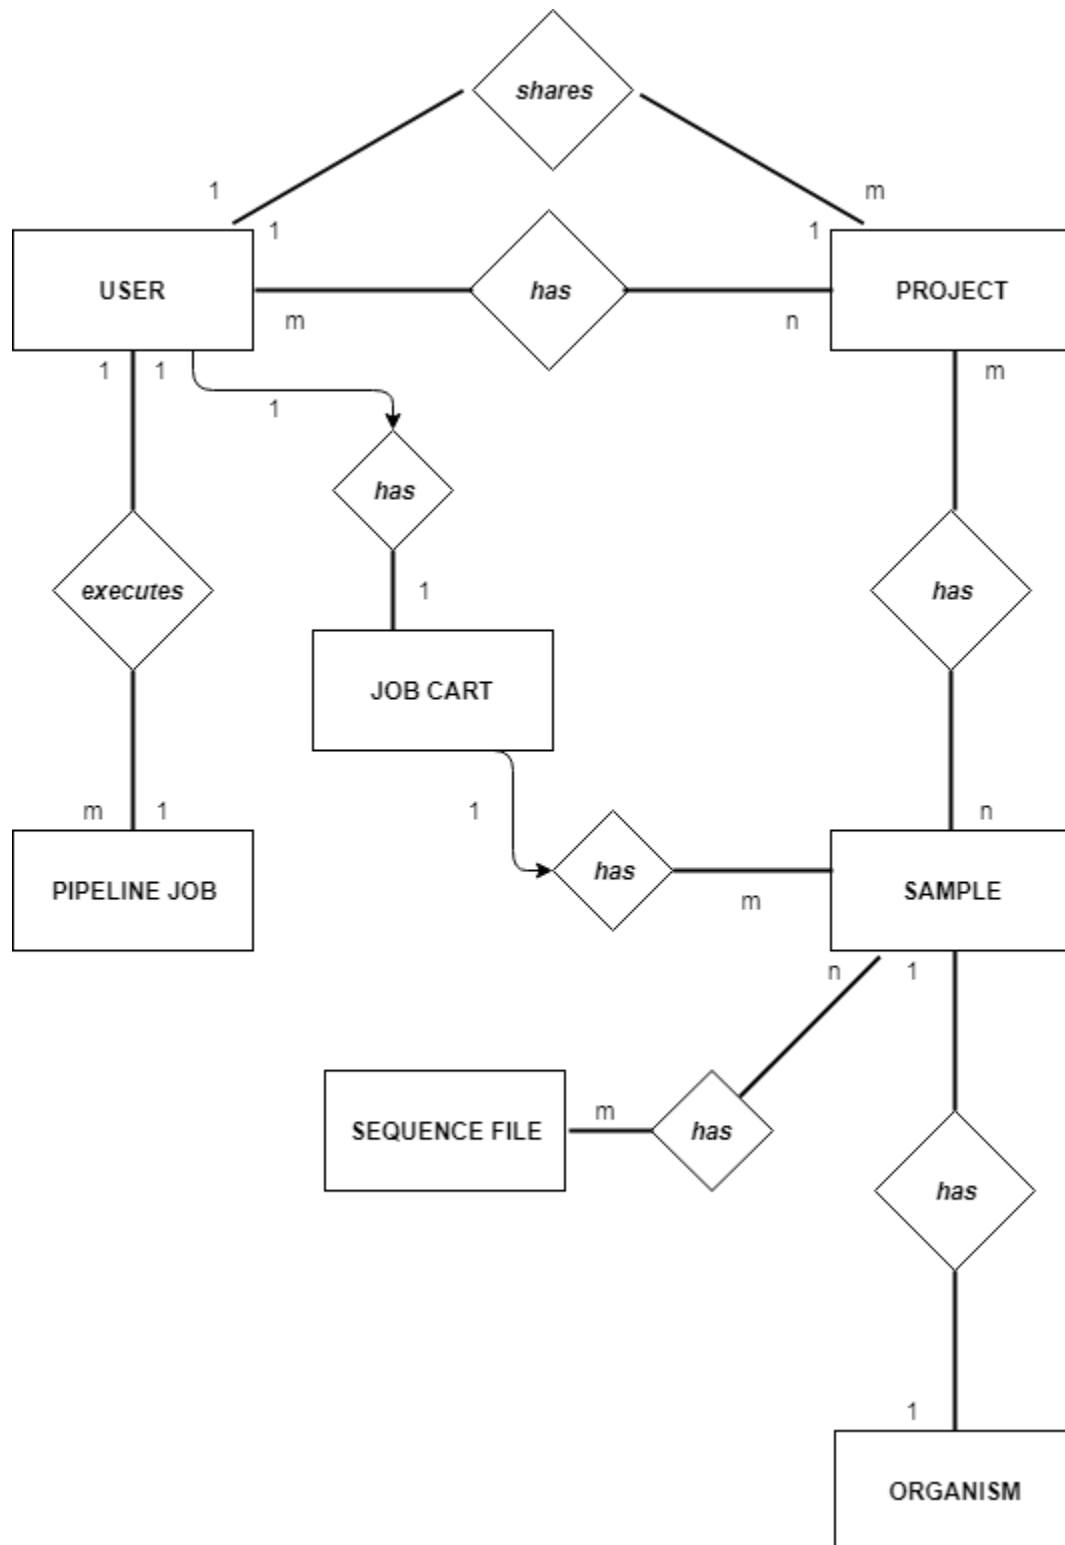 shares
1
m
1
1
USER
has
PROJECT
m
n
1
1
m
1
has
executes
1
has
JOB CART
m
1
1
n
PIPELINE JOB
has
SAMPLE
m
n
1
m
SEQUENCE FILE
has
has
1
ORGANISM